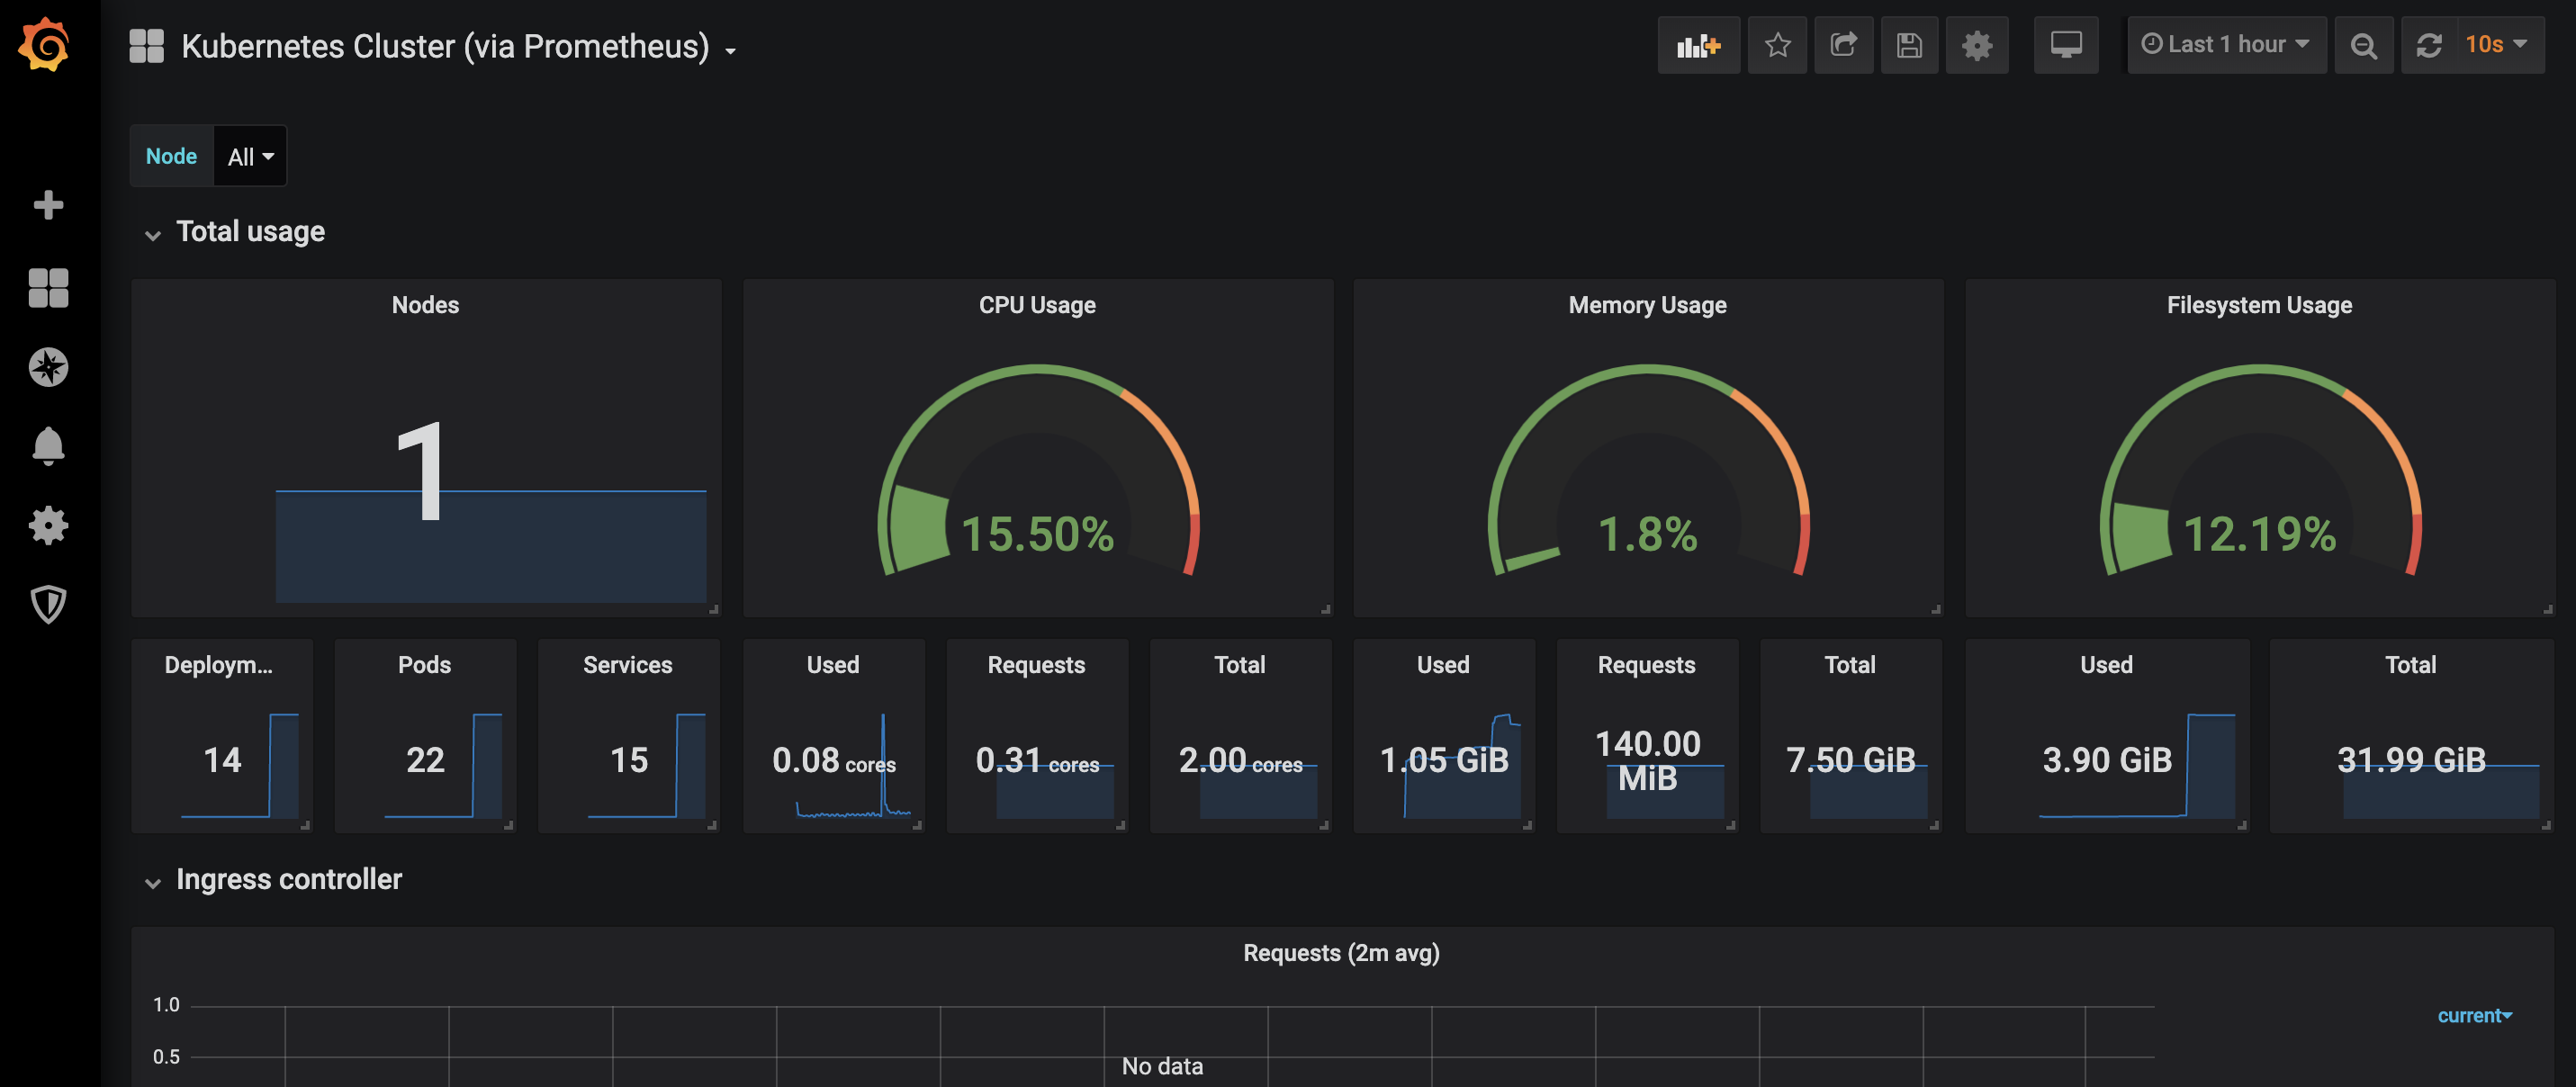 Kubernetes Cluster (via Prometheus)
Last 1 hour
10s
Node All
Total usage
Nodes
1
CPU Usage
15.50%
Memory Usage
1.8%
Filesystem Usage
12.19%
Deploym...
14
Pods
22
Services
15
Used
0.08 cores
Requests
0.31 cores
Total
2.00 cores
Used
1.05 GiB
Requests
140.00
MiB
Total
7.50 GiB
Used
3.90 GiB
Total
31.99 GiB
Ingress controller
Requests (2m avg)
1.0
current
0.5
No data